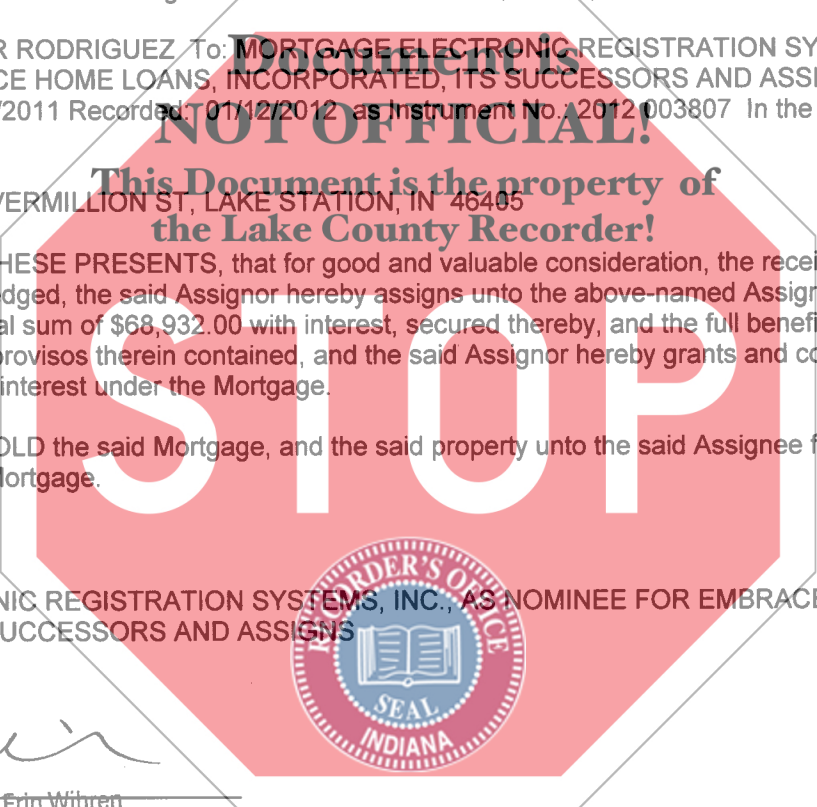 R RODRIGUEZ To: MORTGAGE ELECTRONIC REGISTRATION SY
Document is
CE HOME LOANS, INCORPORATED, ITS SUCCESSORS AND ASSI
/2011 Recorded: 01/12/2012 as Instrument No.: 2012 003807 In the
NOT OFFICIAL!
This Document is the property of
VERMILLION ST, LAKE STATION, IN 46405
the Lake County Recorder!
HESE PRESENTS, that for good and valuable consideration, the recei
edged, the said Assignor hereby assigns unto the above-named Assign
al sum of $68,932.00 with interest, secured thereby, and the full benefi
provisos therein contained, and the said Assignor hereby grants and co
interest under the Mortgage.
STOP
OLD the said Mortgage, and the said property unto the said Assignee f
Mortgage.
NIC REGISTRATION SYSTEMS, INC., AS NOMINEE FOR EMBRACE
UCCESSORS AND ASSIGNS
RECORDER'S OFFICE
SEAL
INDIANA
Erin Wihren